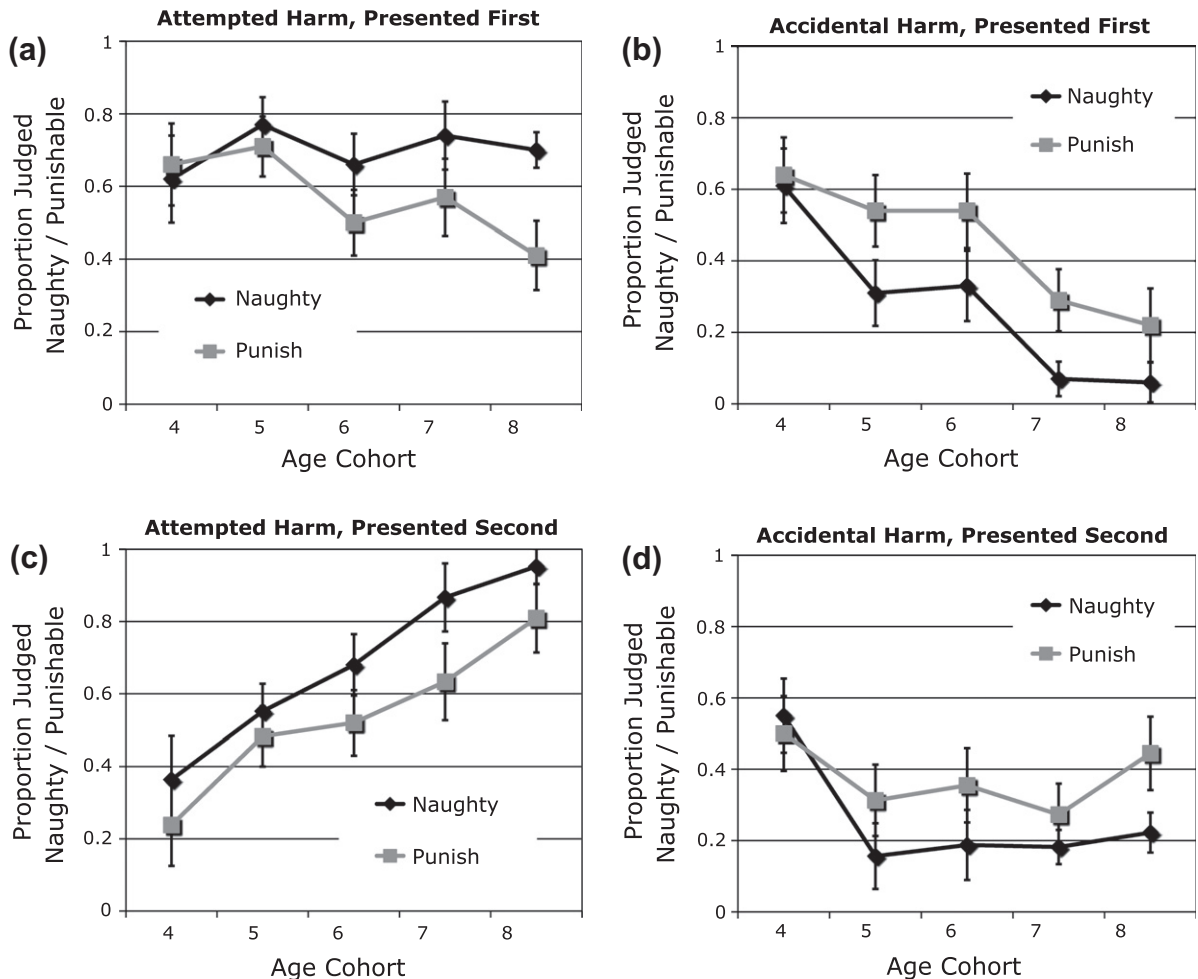 Attempted Harm, Presented First
(a)
Proportion Judged
Naughty / Punishable
1
0.8
0.6
0.4
0.2
0
Naughty
Punish
4 5 6 7 8
Age Cohort
Accidental Harm, Presented First
(b)
Proportion Judged
Naughty / Punishable
1
0.8
0.6
0.4
0.2
0
Naughty
Punish
4 5 6 7 8
Age Cohort
Attempted Harm, Presented Second
(c)
Proportion Judged
Naughty / Punishable
1
0.8
0.6
0.4
0.2
0
Naughty
Punish
4 5 6 7 8
Age Cohort
Accidental Harm, Presented Second
(d)
Proportion Judged
Naughty / Punishable
1
0.8
0.6
0.4
0.2
0
Naughty
Punish
4 5 6 7 8
Age Cohort